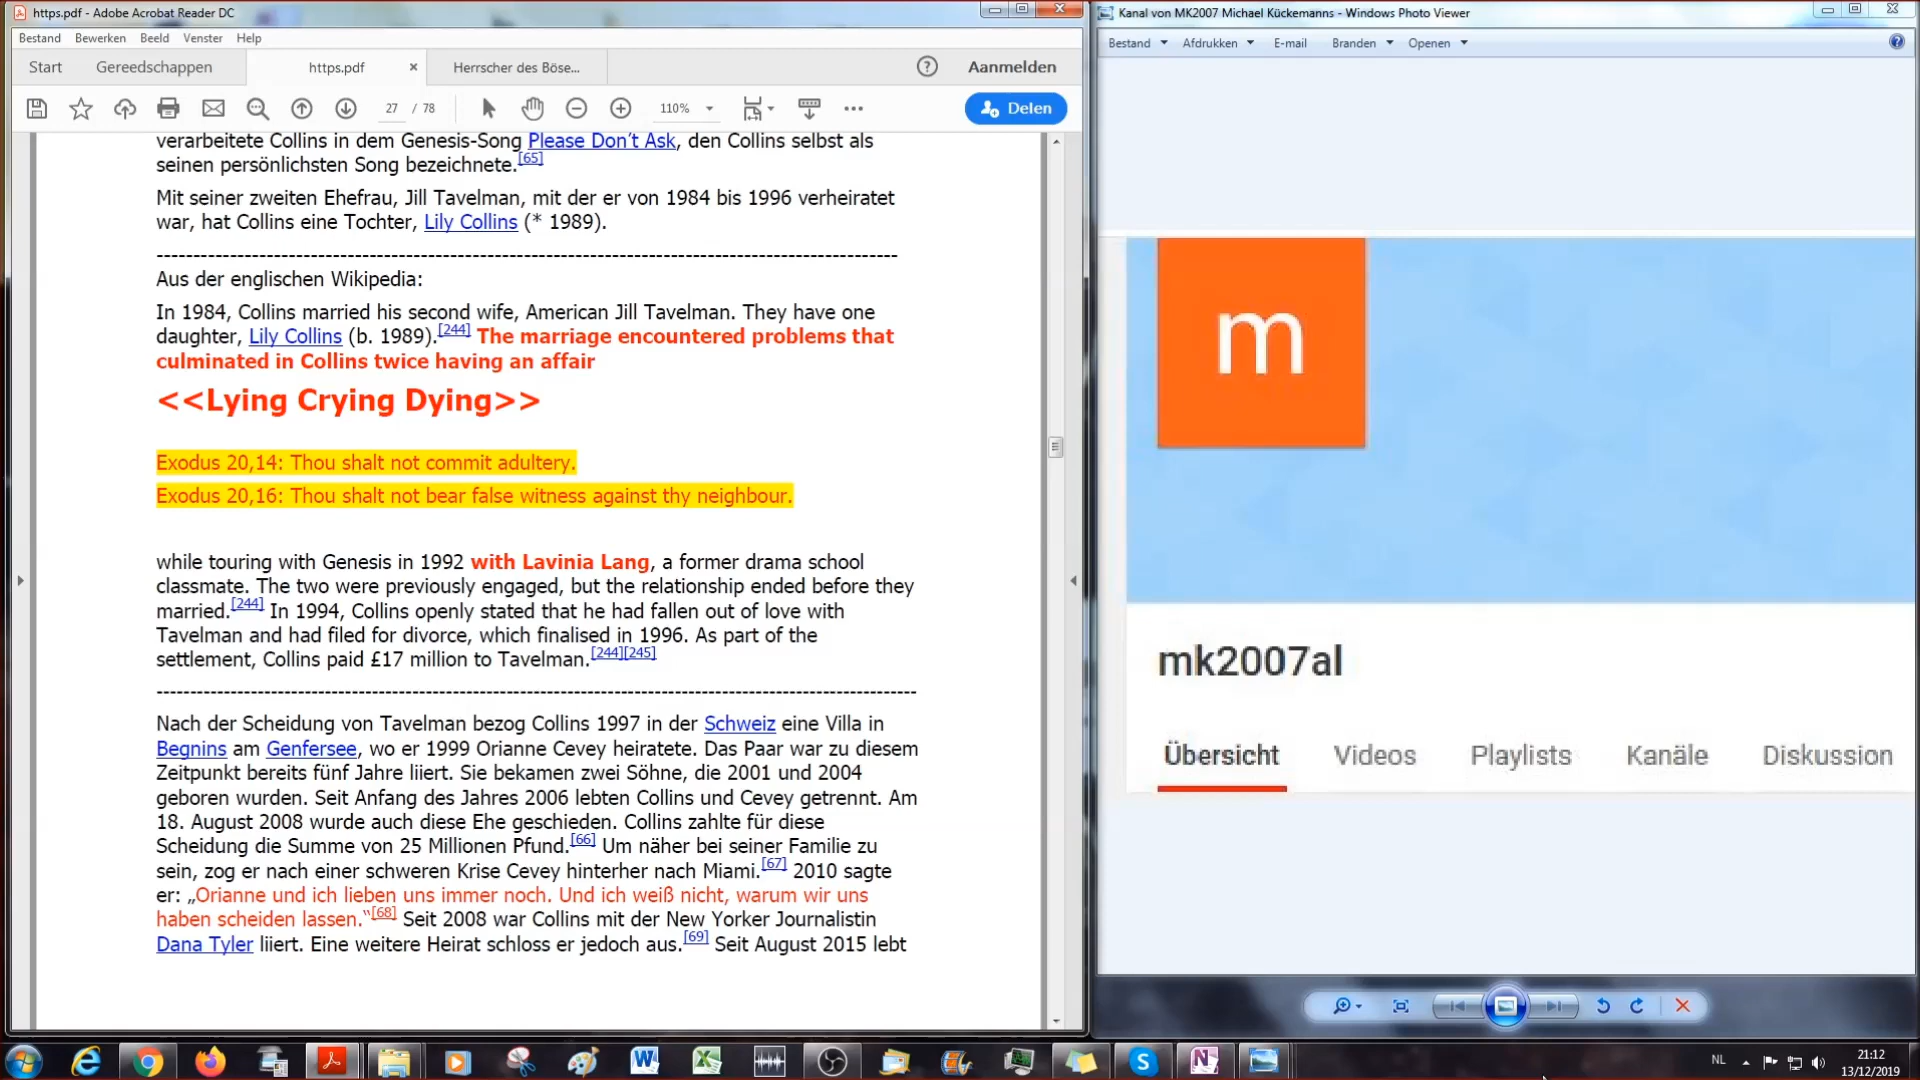 https.pdf - Adobe Acrobat Reader DC
Bestand Bewerken Beeld Venster Help
Start Gereedschappen https.pdf × Herrscher des Böse... Aanmelden
27 / 78 110% Delen
verarbeitete Collins in dem Genesis-Song Please Don't Ask, den Collins selbst als
seinen persönlichsten Song bezeichnete.[65]
Mit seiner zweiten Ehefrau, Jill Tavelman, mit der er von 1984 bis 1996 verheiratet
war, hat Collins eine Tochter, Lily Collins (* 1989).
----------------------------------------------------------------------------------------------------
Aus der englischen Wikipedia:
In 1984, Collins married his second wife, American Jill Tavelman. They have one
daughter, Lily Collins (b. 1989).[244] The marriage encountered problems that
culminated in Collins twice having an affair
<<Lying Crying Dying>>
Exodus 20,14: Thou shalt not commit adultery.
Exodus 20,16: Thou shalt not bear false witness against thy neighbour.
while touring with Genesis in 1992 with Lavinia Lang, a former drama school
classmate. The two were previously engaged, but the relationship ended before they
married.[244] In 1994, Collins openly stated that he had fallen out of love with
Tavelman and had filed for divorce, which finalised in 1996. As part of the
settlement, Collins paid £17 million to Tavelman.[244][245]
----------------------------------------------------------------------------------------------------
Nach der Scheidung von Tavelman bezog Collins 1997 in der Schweiz eine Villa in
Begnins am Genfersee, wo er 1999 Orianne Cevey heiratete. Das Paar war zu diesem
Zeitpunkt bereits fünf Jahre liiert. Sie bekamen zwei Söhne, die 2001 und 2004
geboren wurden. Seit Anfang des Jahres 2006 lebten Collins und Cevey getrennt. Am
18. August 2008 wurde auch diese Ehe geschieden. Collins zahlte für diese
Scheidung die Summe von 25 Millionen Pfund.[66] Um näher bei seiner Familie zu
sein, zog er nach einer schweren Krise Cevey hinterher nach Miami.[67] 2010 sagte
er: „Orianne und ich lieben uns immer noch. Und ich weiß nicht, warum wir uns
haben scheiden lassen."[68] Seit 2008 war Collins mit der New Yorker Journalistin
Dana Tyler liiert. Eine weitere Heirat schloss er jedoch aus.[69] Seit August 2015 lebt
Kanal von MK2007 Michael Kückemanns - Windows Photo Viewer
Bestand Afdrukken E-mail Branden Openen
m
mk2007al
Übersicht Videos Playlists Kanäle Diskussion
NL 21:12
13/12/2019